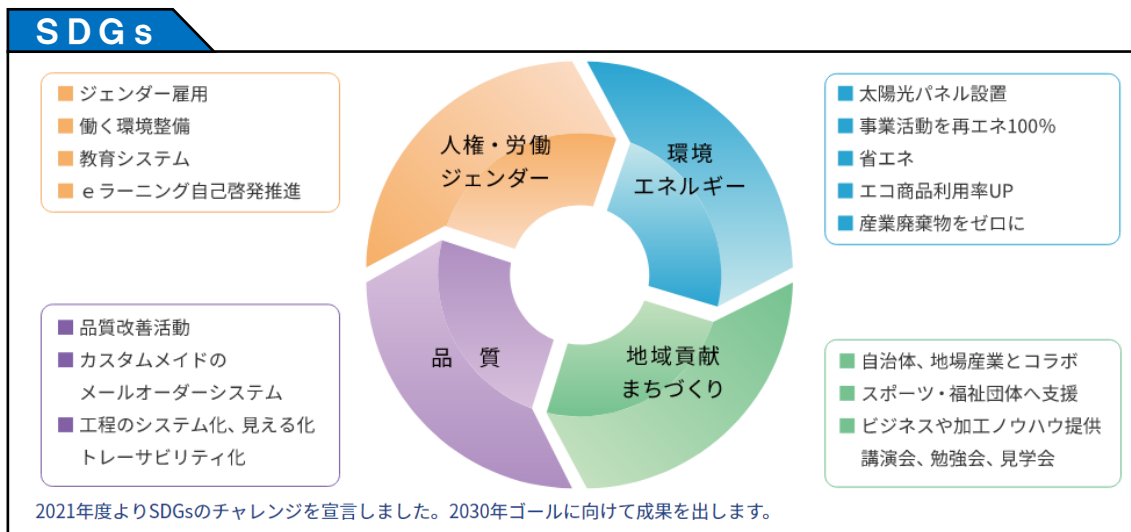 SDGs
■ ジェンダー雇用
■ 働く環境整備
■ 教育システム
■ eラーニング自己啓発推進
人権・労働
ジェンダー
環境
エネルギー
■ 太陽光パネル設置
■ 事業活動を再エネ100%
■ 省エネ
■ エコ商品利用率UP
■ 産業廃棄物をゼロに
■ 品質改善活動
■ カスタムメイドの
メールオーダーシステム
■ 工程のシステム化、見える化
トレーサビリティ化
品 質
地域貢献
まちづくり
■ 自治体、地場産業とコラボ
■ スポーツ・福祉団体へ支援
■ ビジネスや加工ノウハウ提供
講演会、勉強会、見学会
2021年度よりSDGsのチャレンジを宣言しました。2030年ゴールに向けて成果を出します。